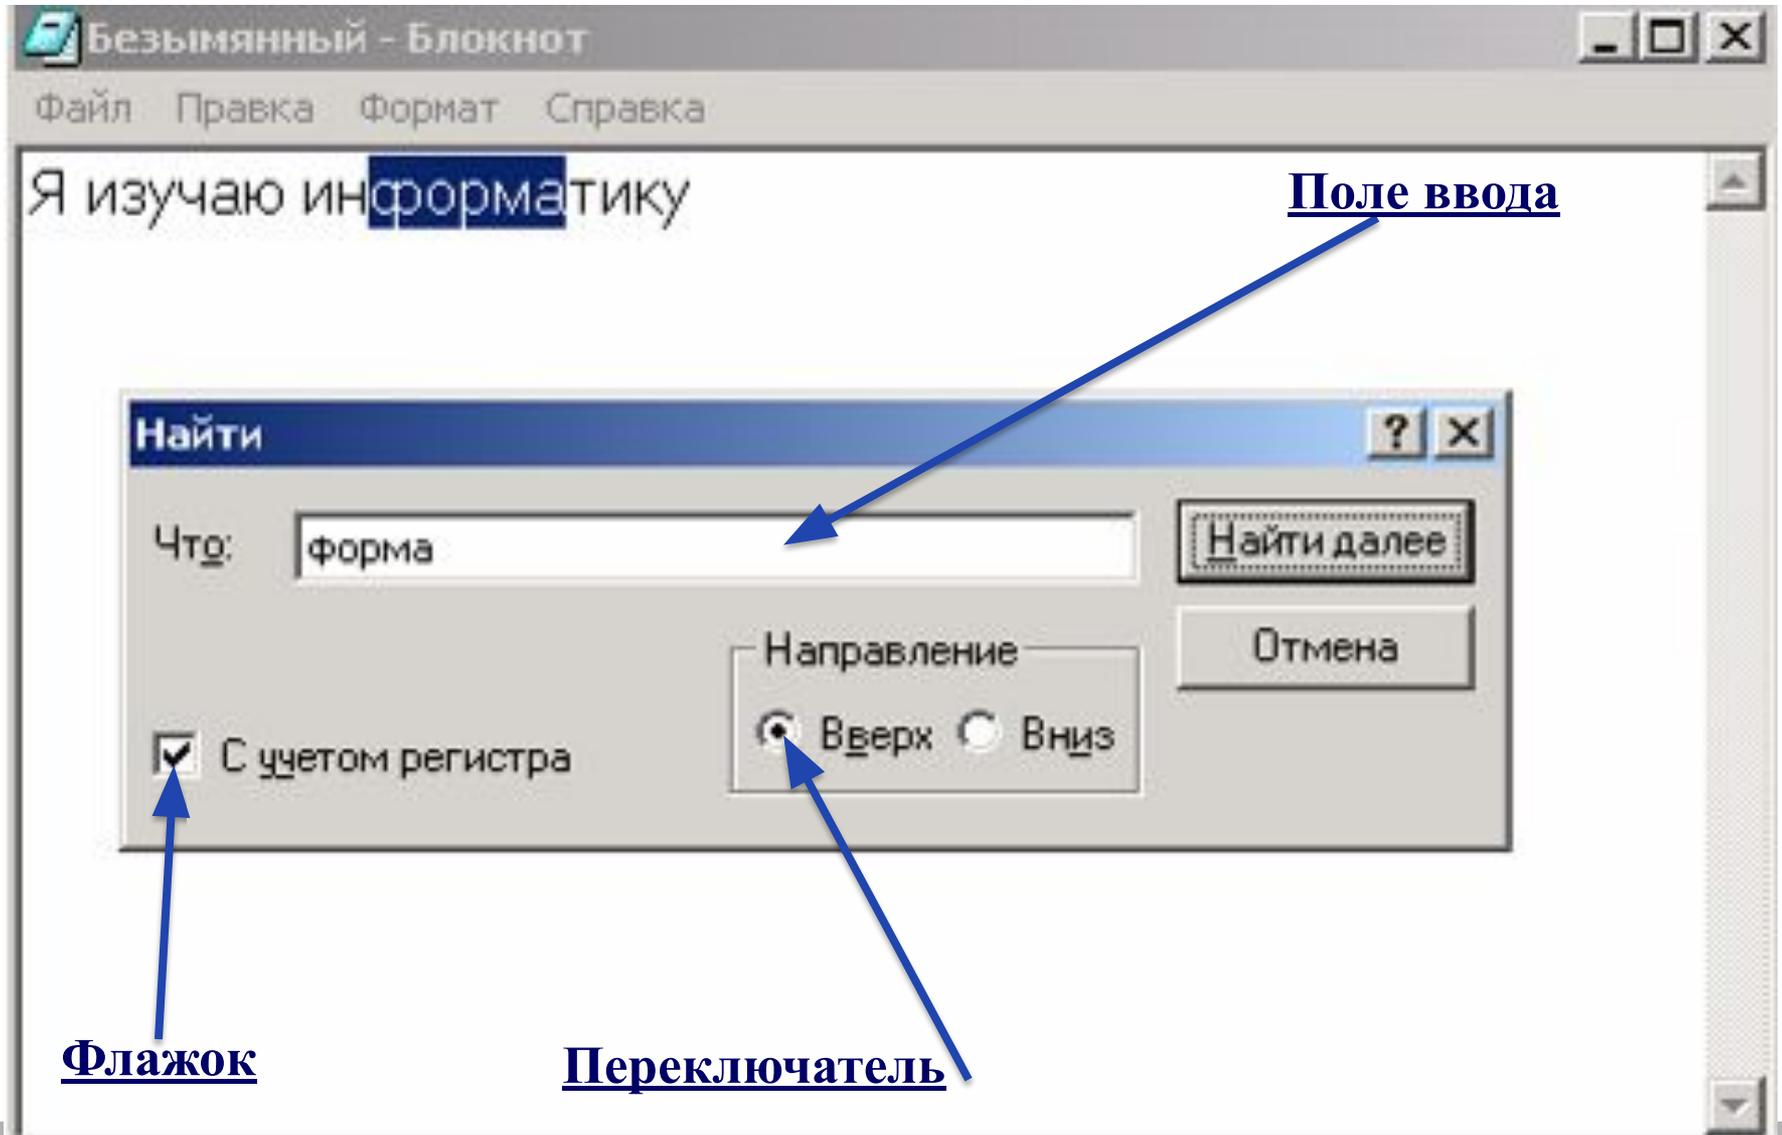 Безымянный - Блокнот
Файл Правка Формат Справка
Я изучаю информатику
Поле ввода
Найти
Что: форма
Найти далее
Направление
Отмена
Вверх Вниз
С учетом регистра
Флажок
Переключатель